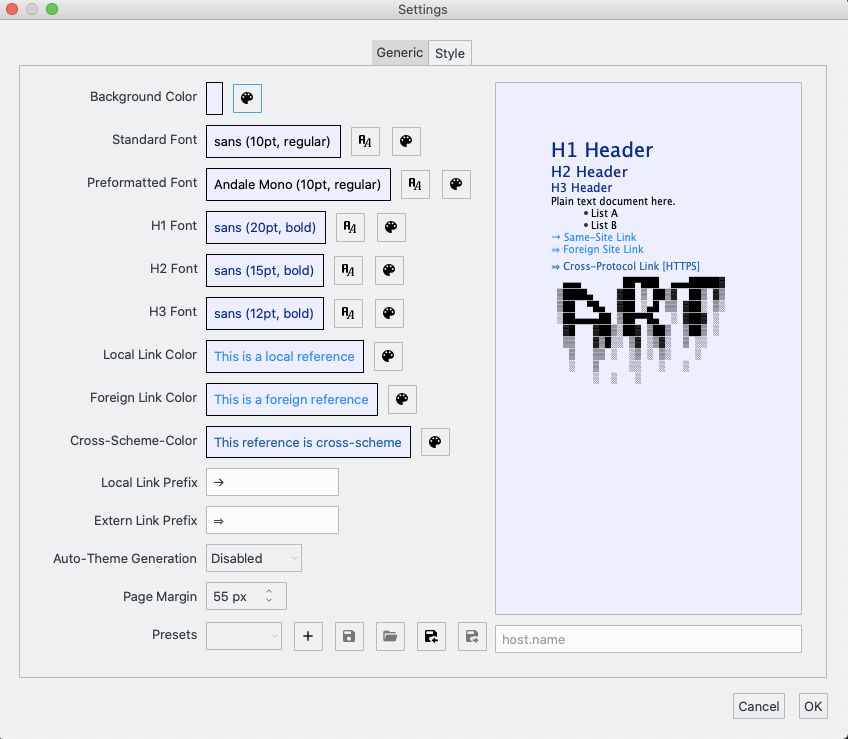 Settings
Generic
Style
Background Color
Standard Font
sans (10pt, regular)
Preformatted Font
Andale Mono (10pt, regular)
H1 Font
sans (20pt, bold)
H2 Font
sans (15pt, bold)
H3 Font
sans (12pt, bold)
Local Link Color
This is a local reference
Foreign Link Color
This is a foreign reference
Cross-Scheme-Color
This reference is cross-scheme
Local Link Prefix
→
Extern Link Prefix
⇒
Auto-Theme Generation
Disabled
Page Margin
55 px
Presets
H1 Header
H2 Header
H3 Header
Plain text document here.
• List A
• List B
→ Same-Site Link
⇒ Foreign Site Link
⇒ Cross-Protocol Link [HTTPS]
host.name
Cancel
OK